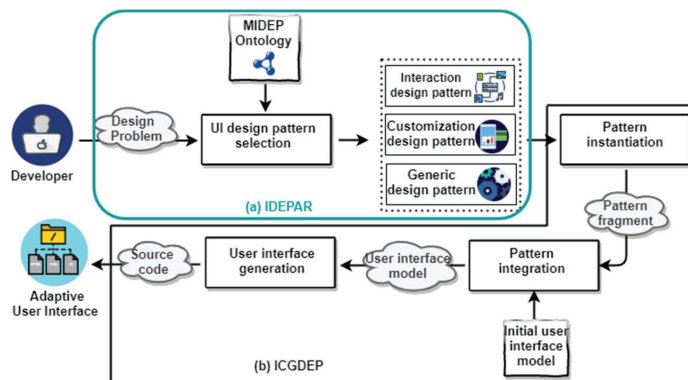 MIDEP
Ontology
Interaction
design pattern
Design
Problem
UI design pattern
selection
Customization
design pattern
Pattern
instantiation
Developer
Generic
design pattern
(a) IDEPAR
Pattern
fragment
Source
code
User interface
generation
User interface
model
Pattern
integration
Adaptive
User Interface
Initial user
interface
model
(b) ICGDEP